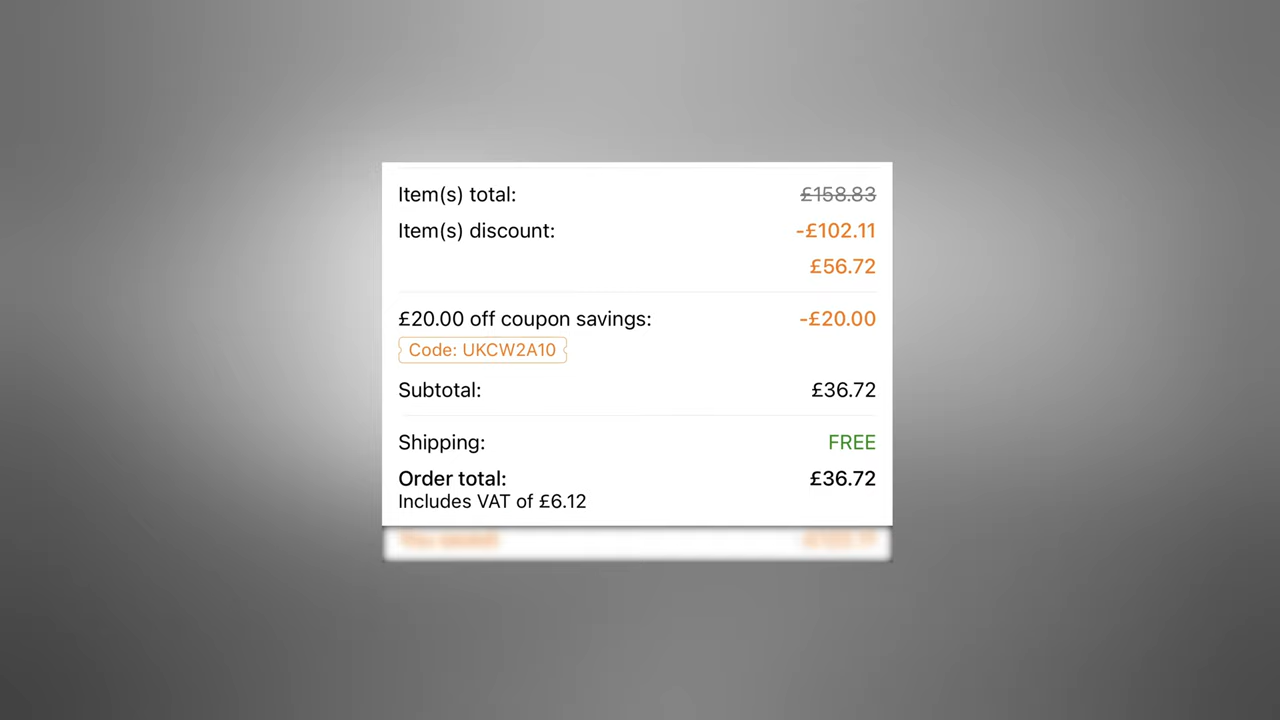 Item(s) total: £158.83
Item(s) discount: -£102.11
£56.72
£20.00 off coupon savings: -£20.00
Code: UKCW2A10
Subtotal: £36.72
Shipping: FREE
Order total: £36.72
Includes VAT of £6.12